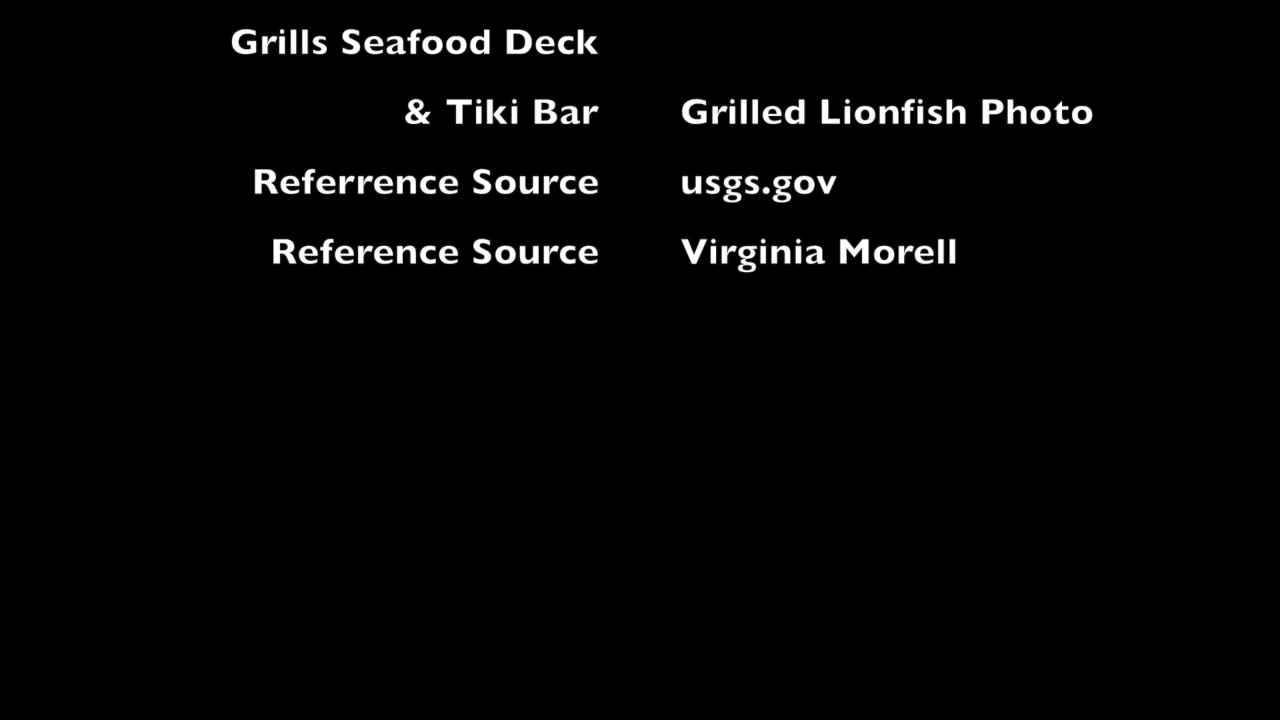 Grills Seafood Deck
& Tiki Bar Grilled Lionfish Photo
Referrence Source usgs.gov
Reference Source Virginia Morell